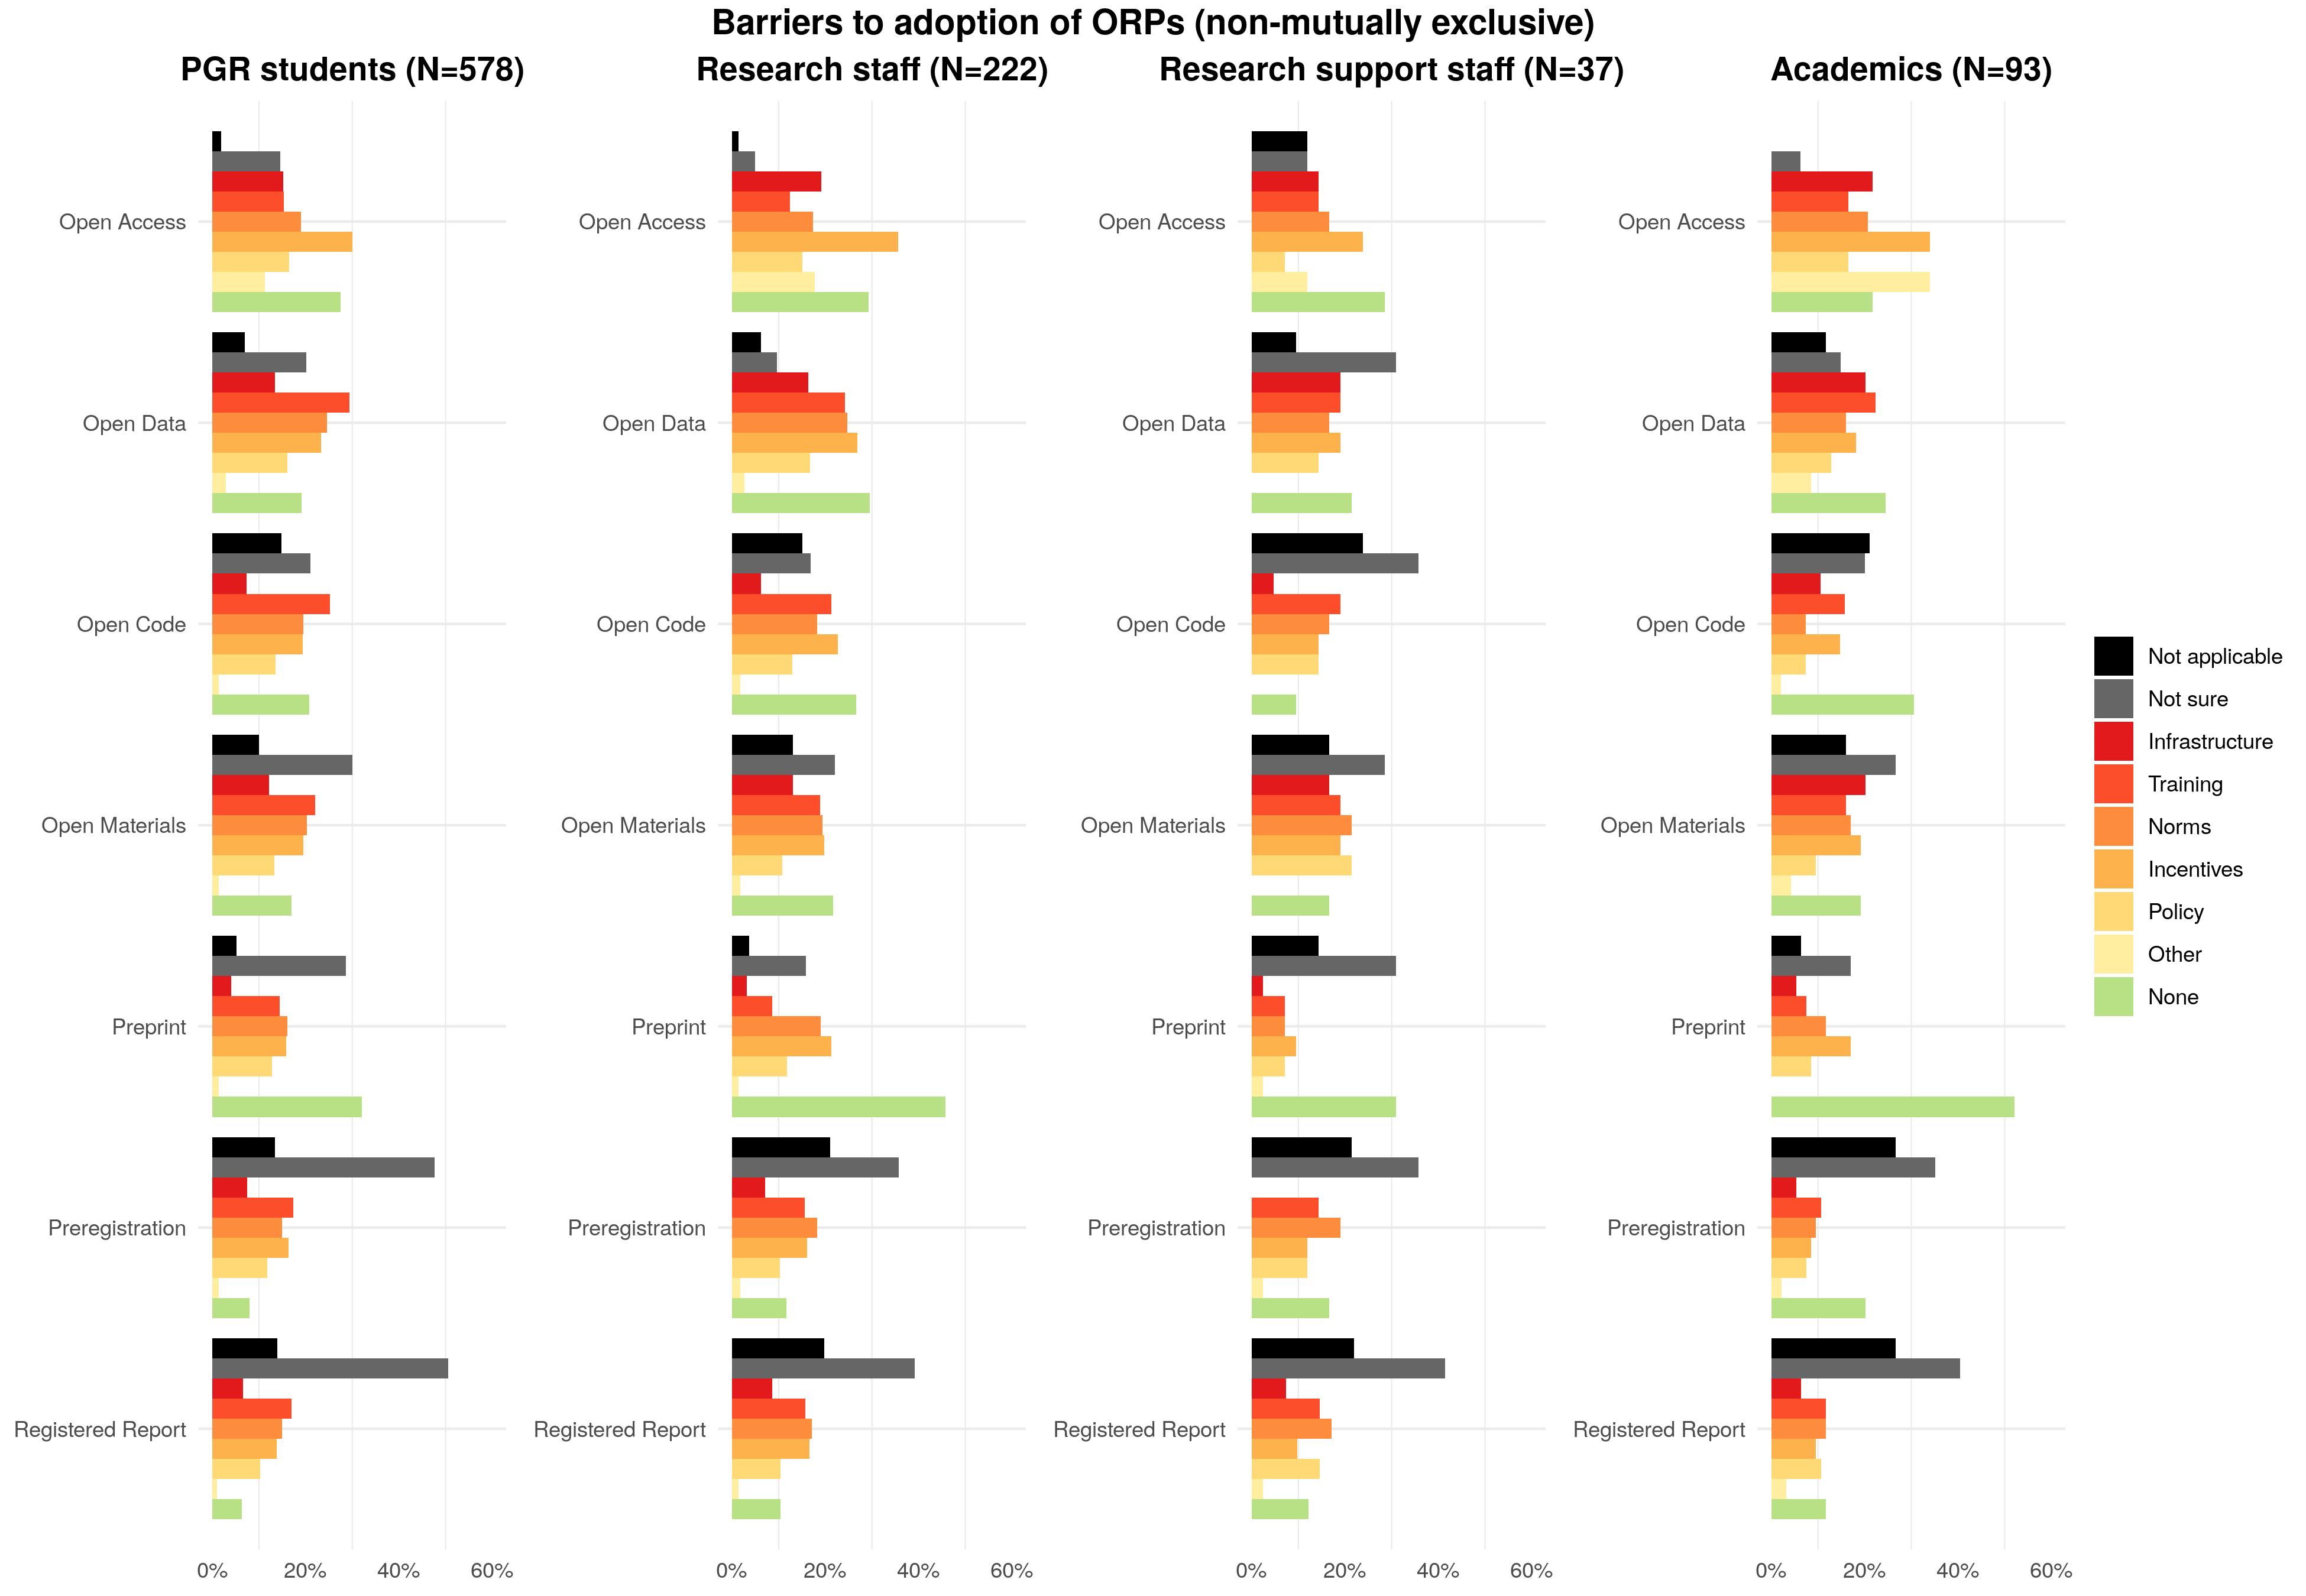 Barriers to adoption of ORPs (non-mutually exclusive)
PGR students (N=578)
Research staff (N=222)
Research support staff (N=37)
Academics (N=93)
Open Access
Open Data
Open Code
Open Materials
Preprint
Preregistration
Registered Report
0% 20% 40% 60%
Open Access
Open Data
Open Code
Open Materials
Preprint
Preregistration
Registered Report
0% 20% 40% 60%
Open Access
Open Data
Open Code
Open Materials
Preprint
Preregistration
Registered Report
0% 20% 40% 60%
Open Access
Open Data
Open Code
Open Materials
Preprint
Preregistration
Registered Report
0% 20% 40% 60%
Not applicable
Not sure
Infrastructure
Training
Norms
Incentives
Policy
Other
None